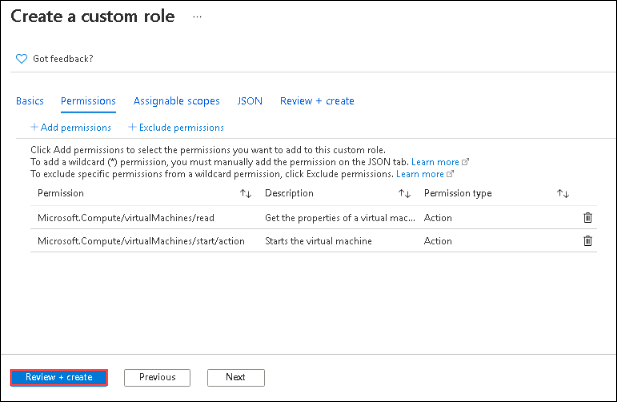 Create a custom role ...
Got feedback?
Basics Permissions Assignable scopes JSON Review + create
+ Add permissions + Exclude permissions
Click Add permissions to select the permissions you want to add to this custom role.
To add a wildcard (*) permission, you must manually add the permission on the JSON tab. Learn more
To exclude specific permissions from a wildcard permission, click Exclude permissions. Learn more
Permission ↑↓ Description ↑↓ Permission type ↑↓
Microsoft.Compute/virtualMachines/read Get the properties of a virtual mac... Action
Microsoft.Compute/virtualMachines/start/action Starts the virtual machine Action
Review + create Previous Next